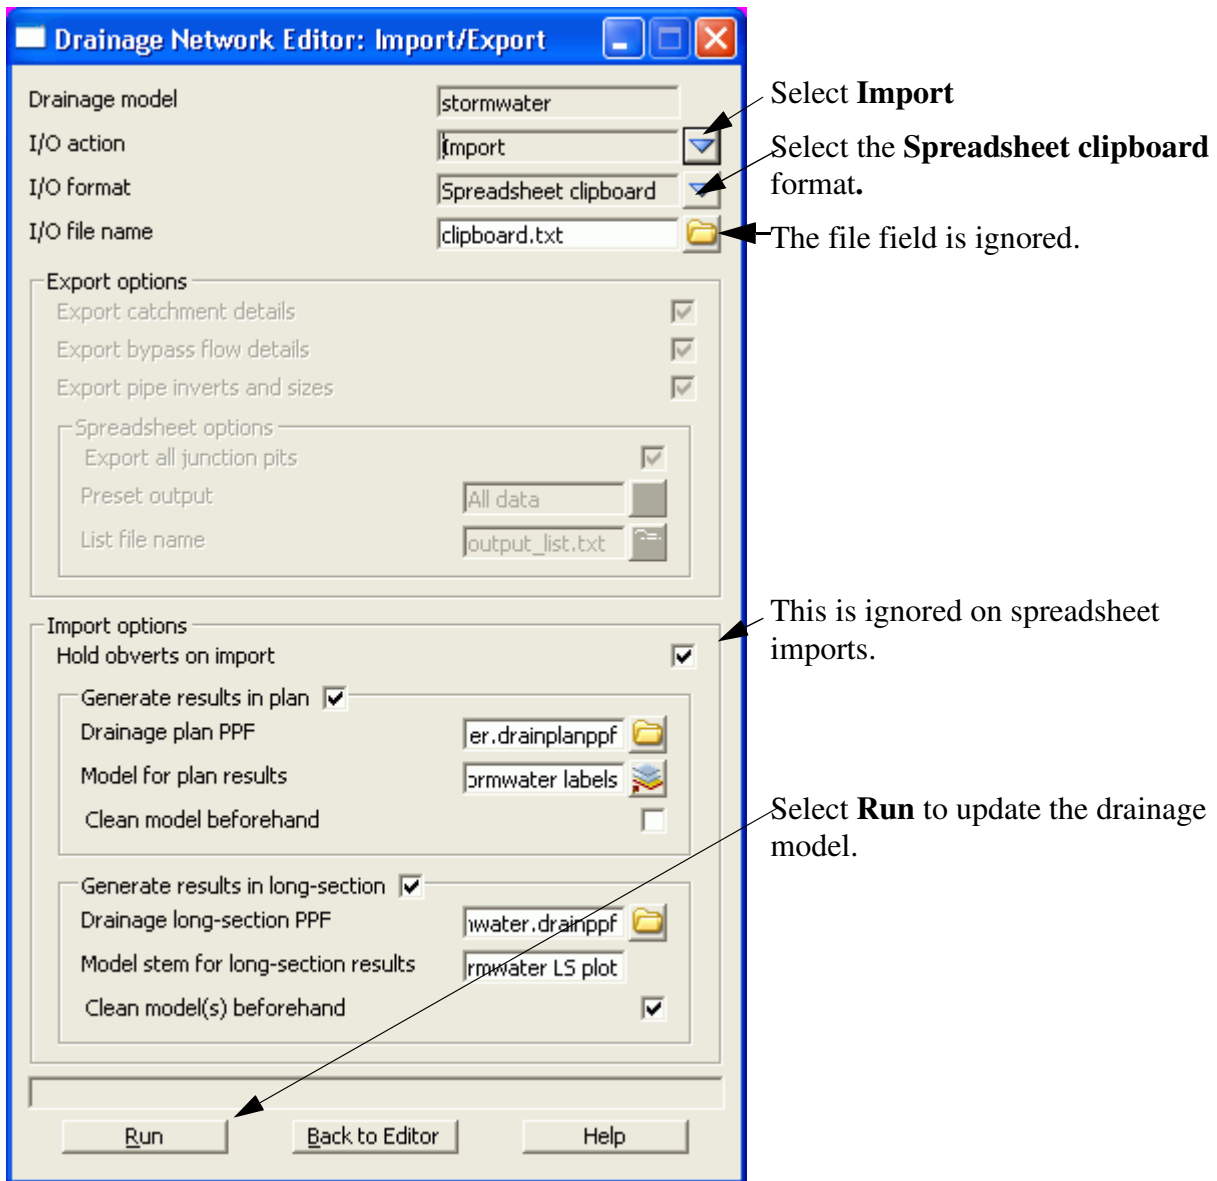 Drainage Network Editor: Import/Export
Drainage model
stormwater
I/O action
Import
I/O format
Spreadsheet clipboard
I/O file name
clipboard.txt
Select Import
Select the Spreadsheet clipboard
format.
The file field is ignored.
Export options
Export catchment details
Export bypass flow details
Export pipe inverts and sizes
Spreadsheet options
Export all junction pits
Preset output
All data
List file name
output_list.txt
Import options
Hold obverts on import
This is ignored on spreadsheet
imports.
Generate results in plan
Drainage plan PPF
er.drainplanppf
Model for plan results
ormwater labels
Clean model beforehand
Select Run to update the drainage
model.
Generate results in long-section
Drainage long-section PPF
nwater.drainppf
Model stem for long-section results
rmwater LS plot
Clean model(s) beforehand
Run
Back to Editor
Help